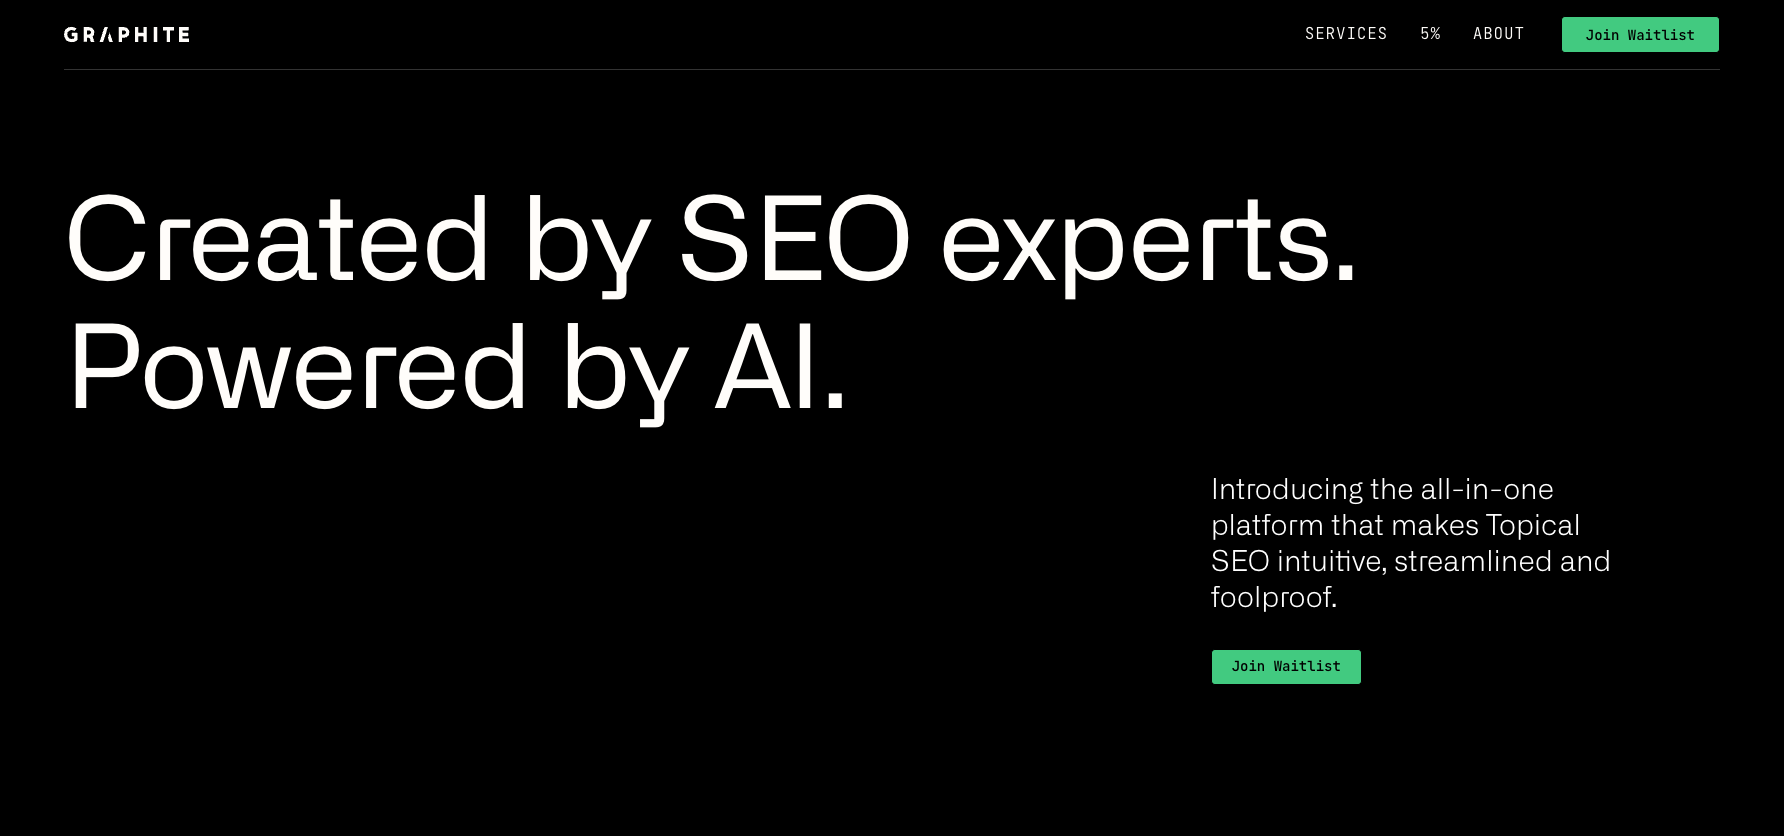 GRAPHITE
SERVICES 5% ABOUT Join Waitlist
Created by SEO experts.
Powered by AI.
Introducing the all-in-one
platform that makes Topical
SEO intuitive, streamlined and
foolproof.
Join Waitlist